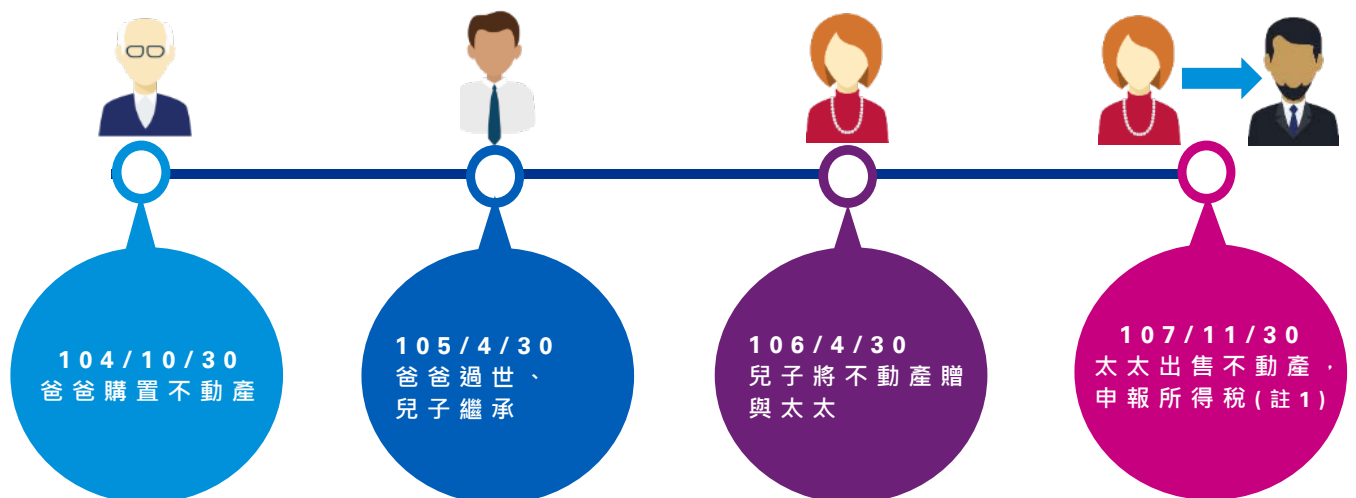 104/10/30
爸爸購置不動產
105/4/30
爸爸過世、
兒子繼承
106/4/30
兒子將不動產贈
與太太
107/11/30
太太出售不動產，
申報所得稅(註1)